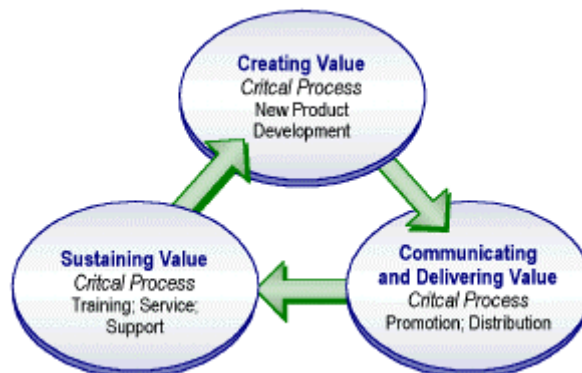 Creating Value
Critcal Process
New Product
Development
Sustaining Value
Critcal Process
Training; Service;
Support
Communicating
and Delivering Value
Critcal Process
Promotion; Distribution